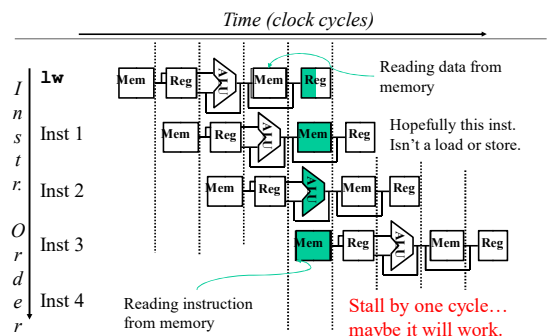 Time (clock cycles)
Instr. Order
lw
Mem Reg ALU Mem Reg
Reading data from
memory
Inst 1
Mem Reg ALU Mem Reg
Hopefully this inst.
Isn't a load or store.
Inst 2
Mem Reg ALU Mem Reg
Inst 3
Mem Reg ALU Mem Reg
Inst 4
Reading instruction
from memory
Stall by one cycle…
maybe it will work.